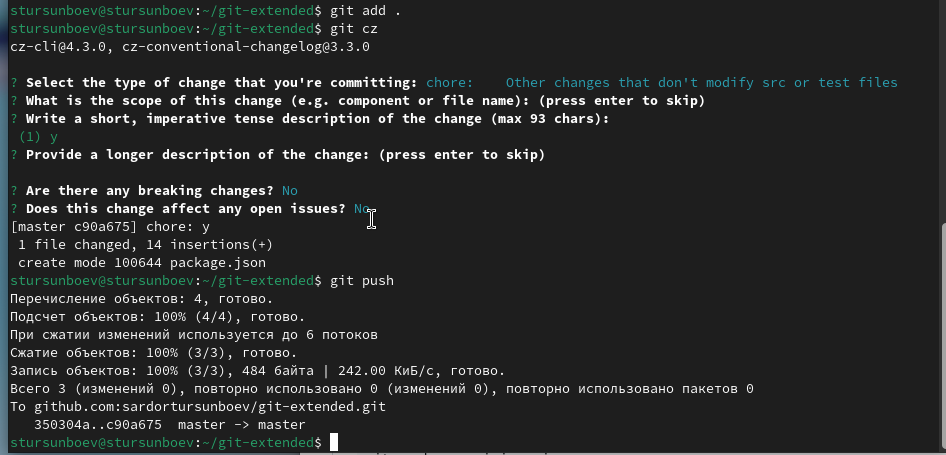 stursunboev@stursunboev:~/git-extended$ git add .
stursunboev@stursunboev:~/git-extended$ git cz
cz-cli@4.3.0, cz-conventional-changelog@3.3.0
? Select the type of change that you're committing: chore:    Other changes that don't modify src or test files
? What is the scope of this change (e.g. component or file name): (press enter to skip)
? Write a short, imperative tense description of the change (max 93 chars):
(1) y
? Provide a longer description of the change: (press enter to skip)
? Are there any breaking changes? No
? Does this change affect any open issues? No
[master c90a675] chore: y
1 file changed, 14 insertions(+)
create mode 100644 package.json
stursunboev@stursunboev:~/git-extended$ git push
Перечисление объектов: 4, готово.
Подсчет объектов: 100% (4/4), готово.
При сжатии изменений используется до 6 потоков
Сжатие объектов: 100% (3/3), готово.
Запись объектов: 100% (3/3), 484 байта | 242.00 КиБ/с, готово.
Всего 3 (изменений 0), повторно использовано 0 (изменений 0), повторно использовано пакетов 0
To github.com:sardortursunboev/git-extended.git
350304a..c90a675  master -> master
stursunboev@stursunboev:~/git-extended$